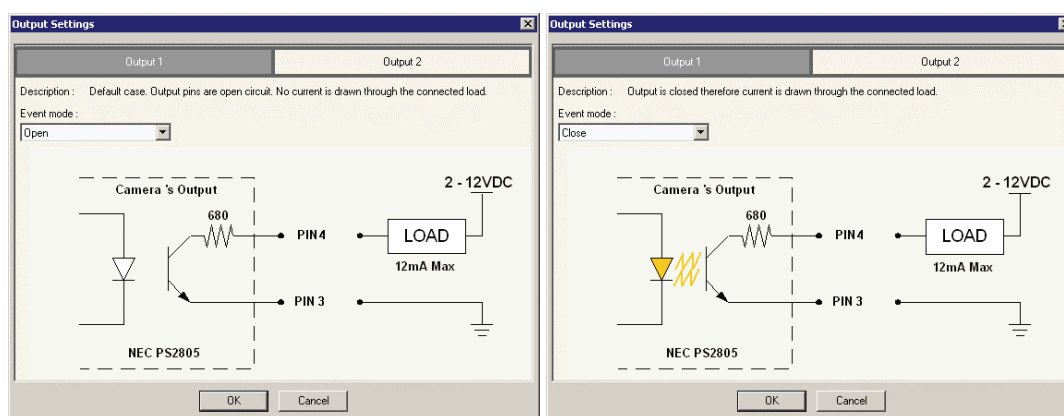 Output Settings
Output 1
Output 2
Description : Default case. Output pins are open circuit. No current is drawn through the connected load.
Event mode :
Open
Camera 's Output
2 - 12VDC
680
PIN4
LOAD
12mA Max
PIN 3
NEC PS2805
OK
Cancel
Output Settings
Output 1
Output 2
Description : Output is closed therefore current is drawn through the connected load.
Event mode :
Close
Camera 's Output
2 - 12VDC
680
PIN4
LOAD
12mA Max
PIN 3
NEC PS2805
OK
Cancel